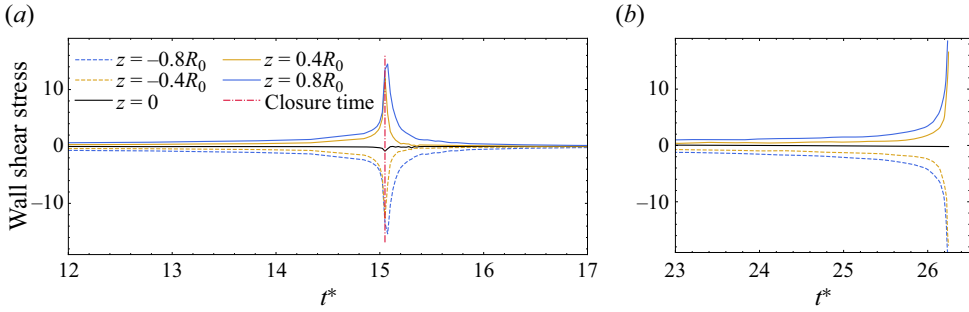 (a)
(b)
Wall shear stress
10
0
–10
z = –0.8R0
z = –0.4R0
z = 0
z = 0.4R0
z = 0.8R0
Closure time
12
13
14
15
16
17
t*
10
0
–10
23
24
25
26
t*